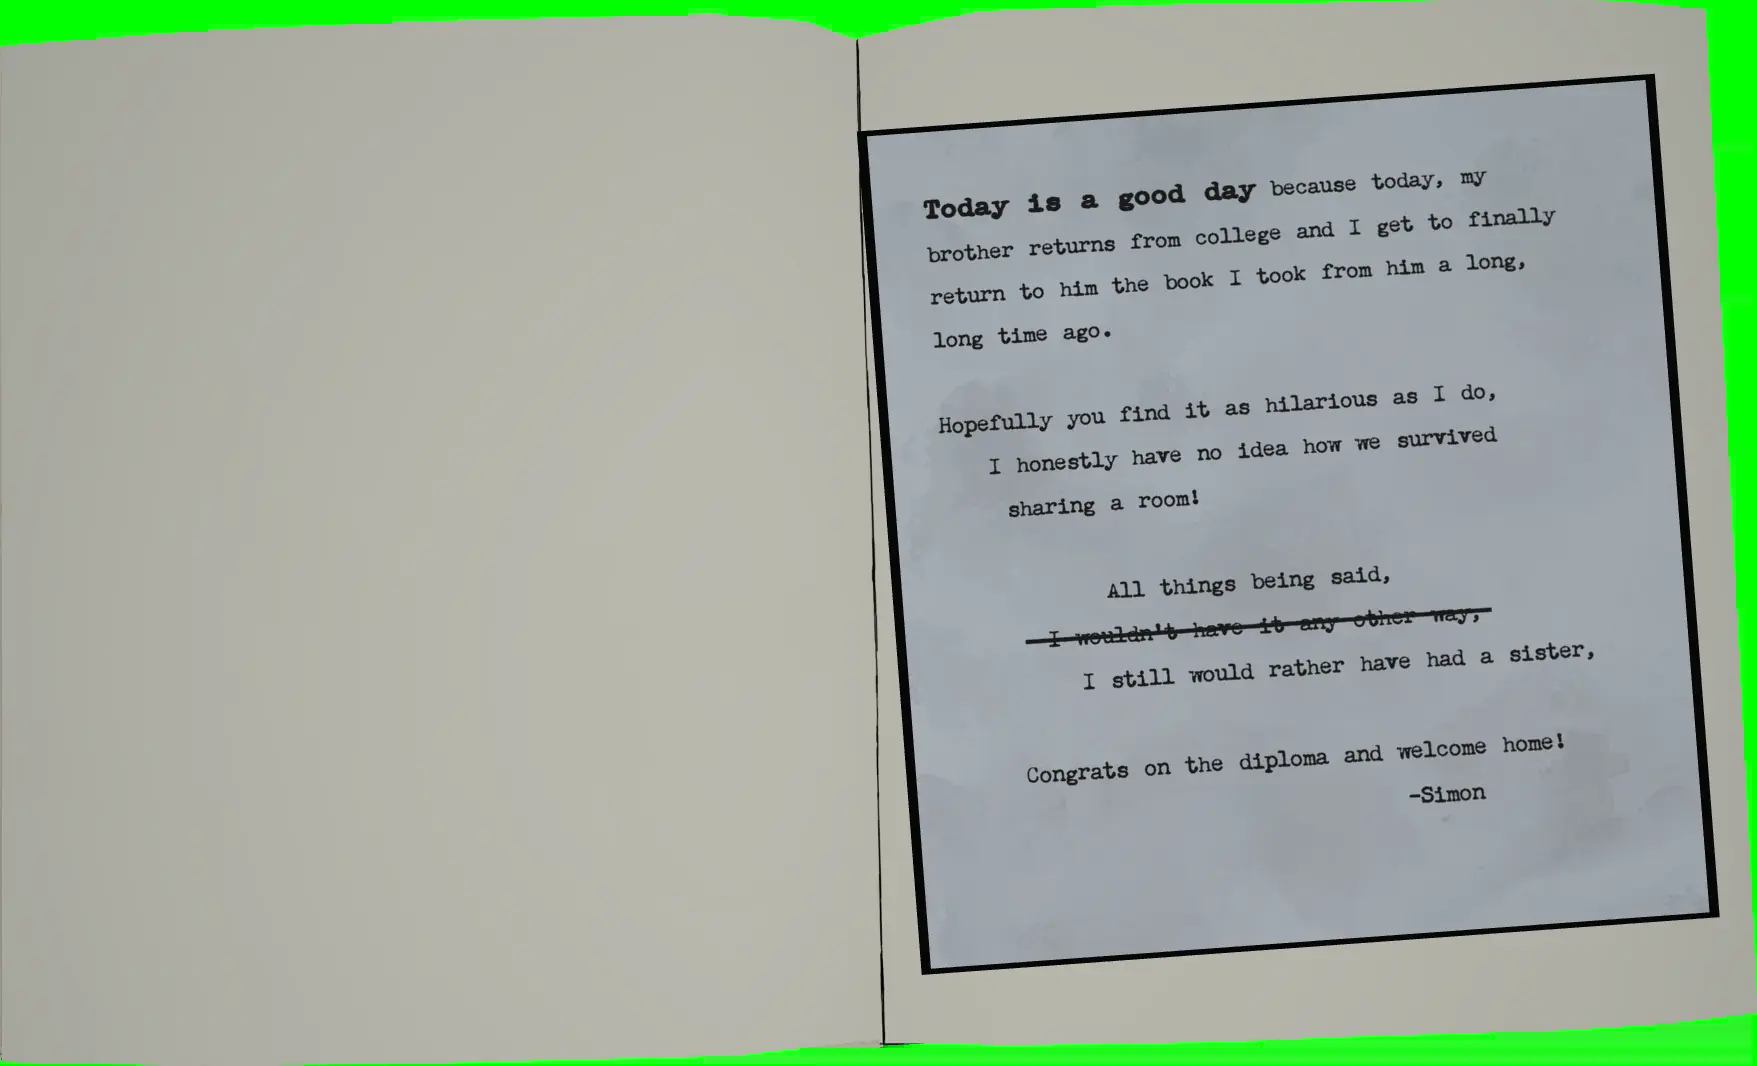 Today is a good day because today, my
brother returns from college and I get to finally
return to him the book I took from him a long,
long time ago.
Hopefully you find it as hilarious as I do,
I honestly have no idea how we survived
sharing a room!
All things being said,
I wouldn't have it any other way,
I still would rather have had a sister,
Congrats on the diploma and welcome home!
-Simon